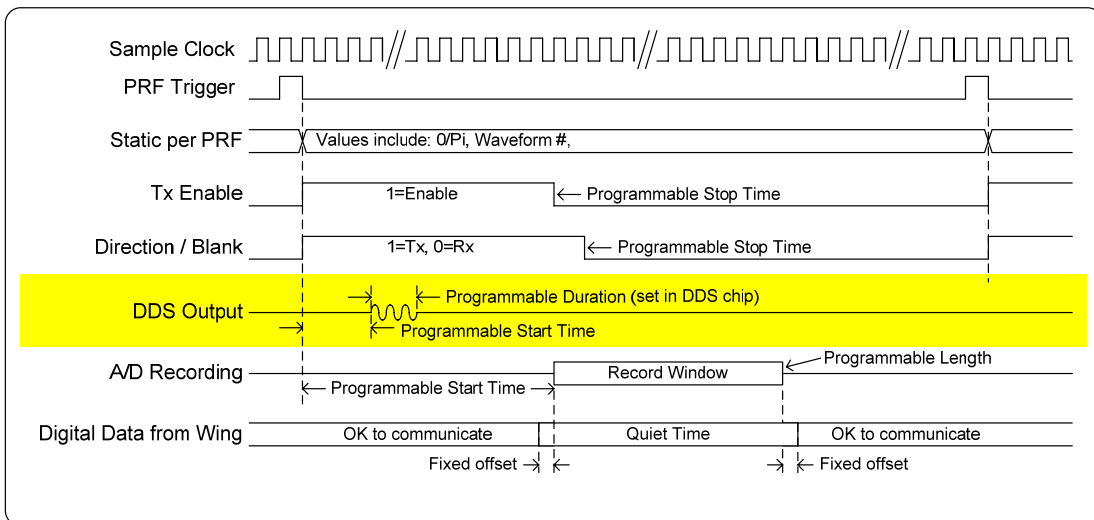 Sample Clock
PRF Trigger
Static per PRF
Values include: 0/Pi, Waveform #,
Tx Enable
1=Enable
Programmable Stop Time
Direction / Blank
1=Tx, 0=Rx
Programmable Stop Time
DDS Output
Programmable Duration (set in DDS chip)
Programmable Start Time
A/D Recording
Programmable Start Time
Record Window
Programmable Length
Digital Data from Wing
OK to communicate
Quiet Time
OK to communicate
Fixed offset
Fixed offset